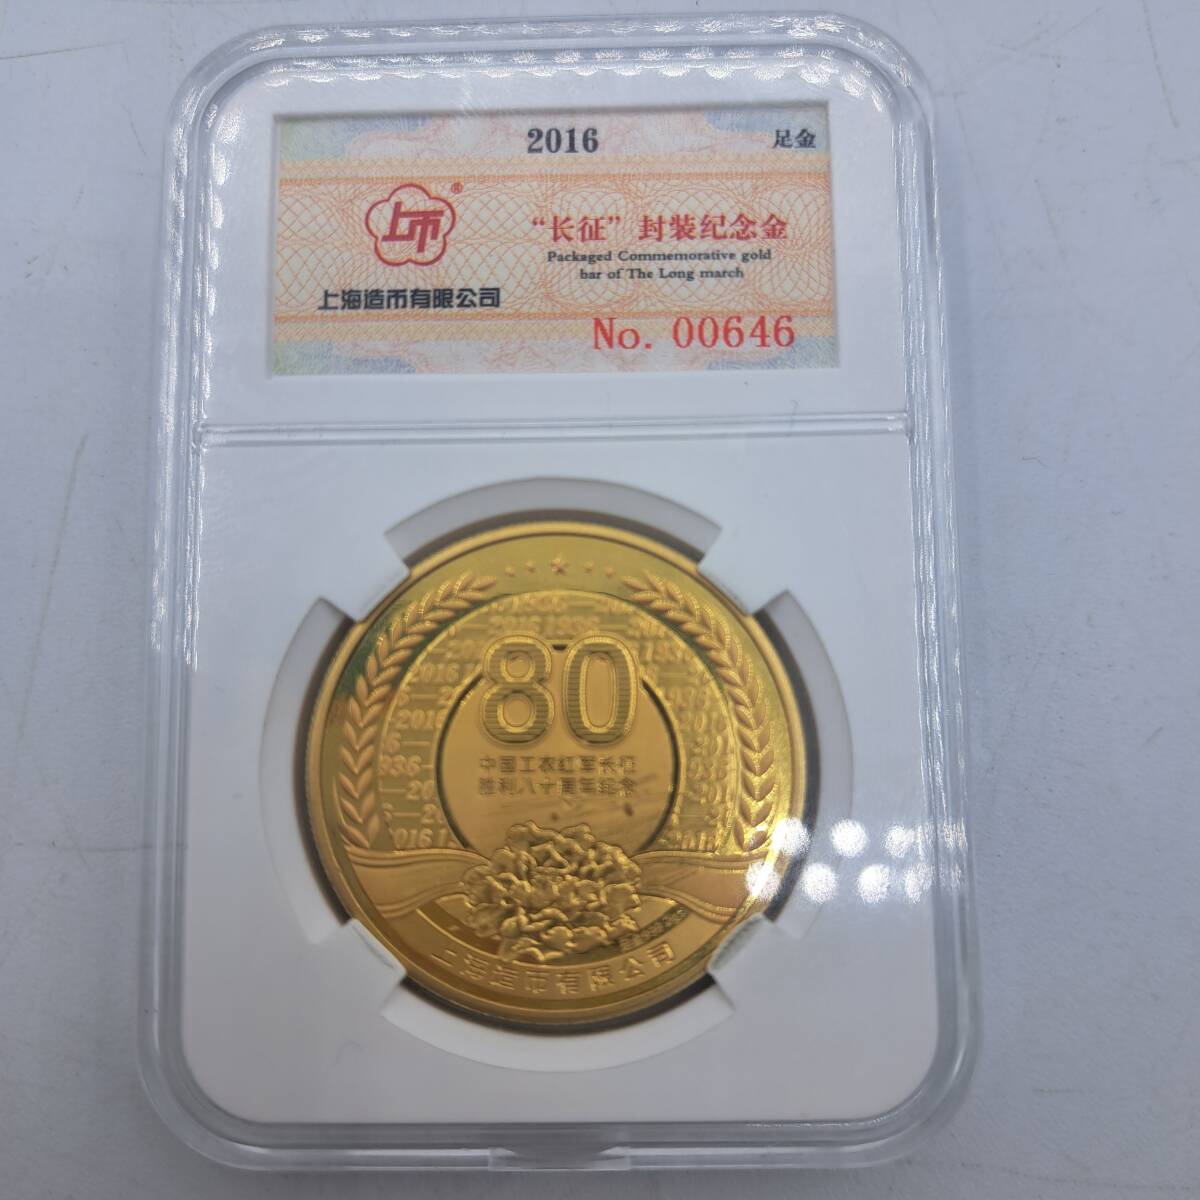 2016
足金
上币®
“长征”封装纪念金
Packaged Commemorative gold
bar of The Long march
上海造币有限公司
No. 00646
80
中国工农红军长征
胜利八十周年纪念
上海造币有限公司